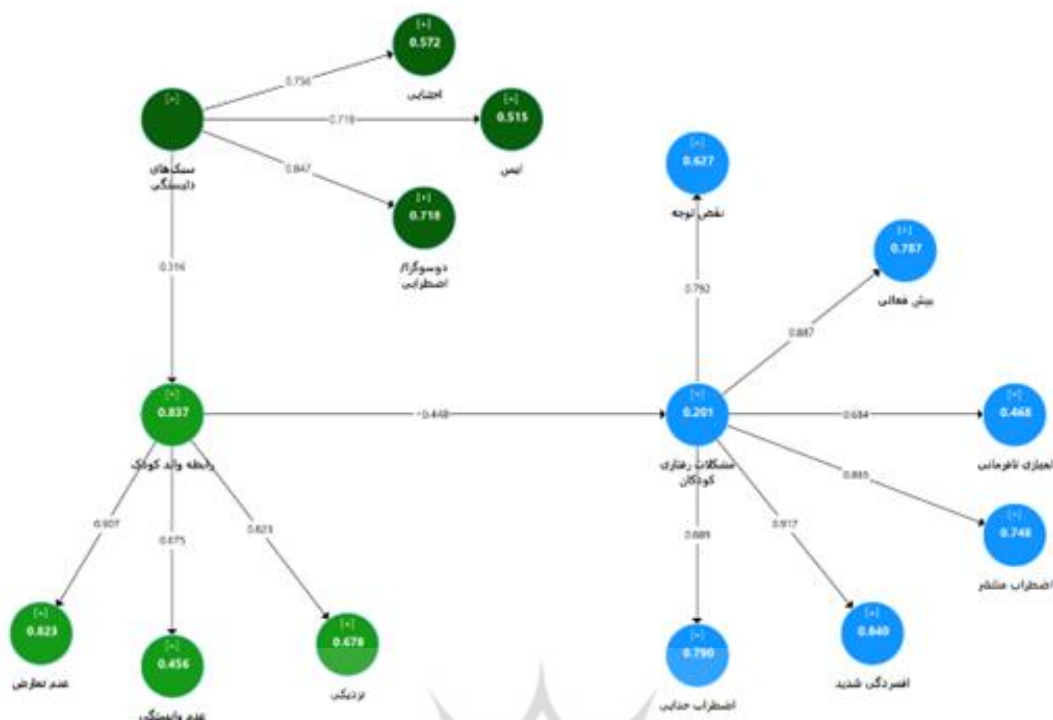 [+]
0.572
0.756
اجتنابی
[+]
[+]
0.515
0.718
ایمن
سبک‌های
دلبستگی
0.847
[+]
0.718
دوسوگرا/
اضطرابی
0.316
[+]
0.627
نقص توجه
[+]
0.787
بیش فعالی
0.792
0.887
[+]
0.837
رابطه والد کودک
-0.448
[+]
0.201
مشکلات رفتاری
کودکان
0.684
[+]
0.468
لجبازی نافرمانی
[+]
0.748
اضطراب منتشر
0.907
0.675
0.823
0.889
0.917
[+]
0.823
عدم تعارض
[+]
0.456
عدم وابستگی
[+]
0.678
نزدیکی
[+]
0.790
اضطراب جدایی
[+]
0.840
افسردگی شدید